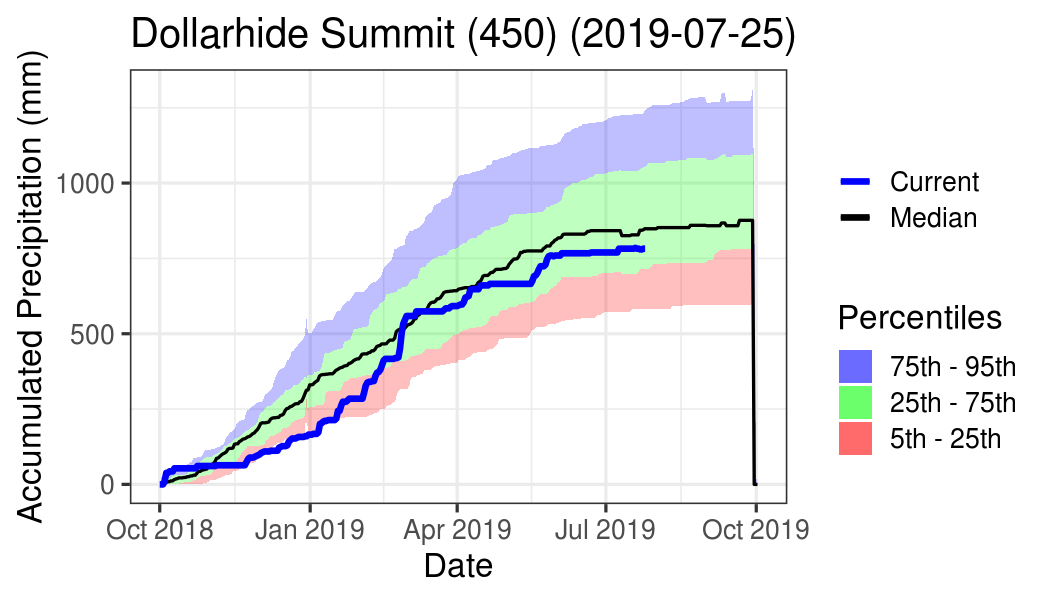 Dollarhide Summit (450) (2019-07-25)
Accumulated Precipitation (mm)
1000
500
0
Oct 2018 Jan 2019 Apr 2019 Jul 2019 Oct 2019
Date
Current
Median
Percentiles
75th - 95th
25th - 75th
5th - 25th